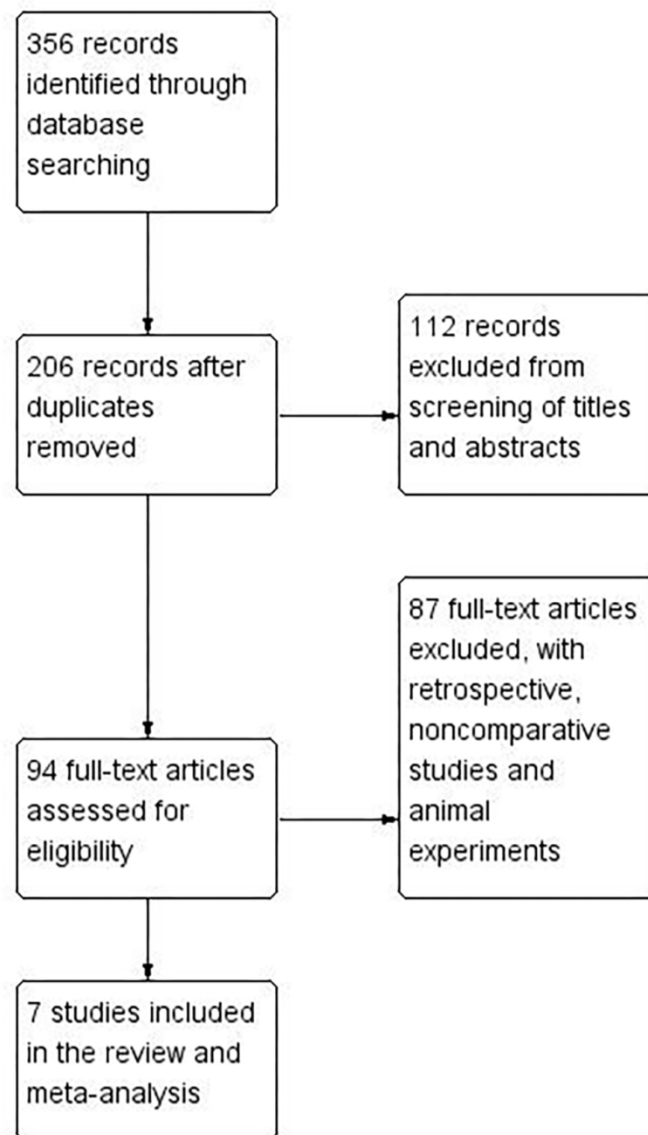 356 records
identified through
database
searching
206 records after
duplicates
removed
112 records
excluded from
screening of titles
and abstracts
94 full-text articles
assessed for
eligibility
87 full-text articles
excluded, with
retrospective,
noncomparative
studies and
animal
experiments
7 studies included
in the review and
meta-analysis